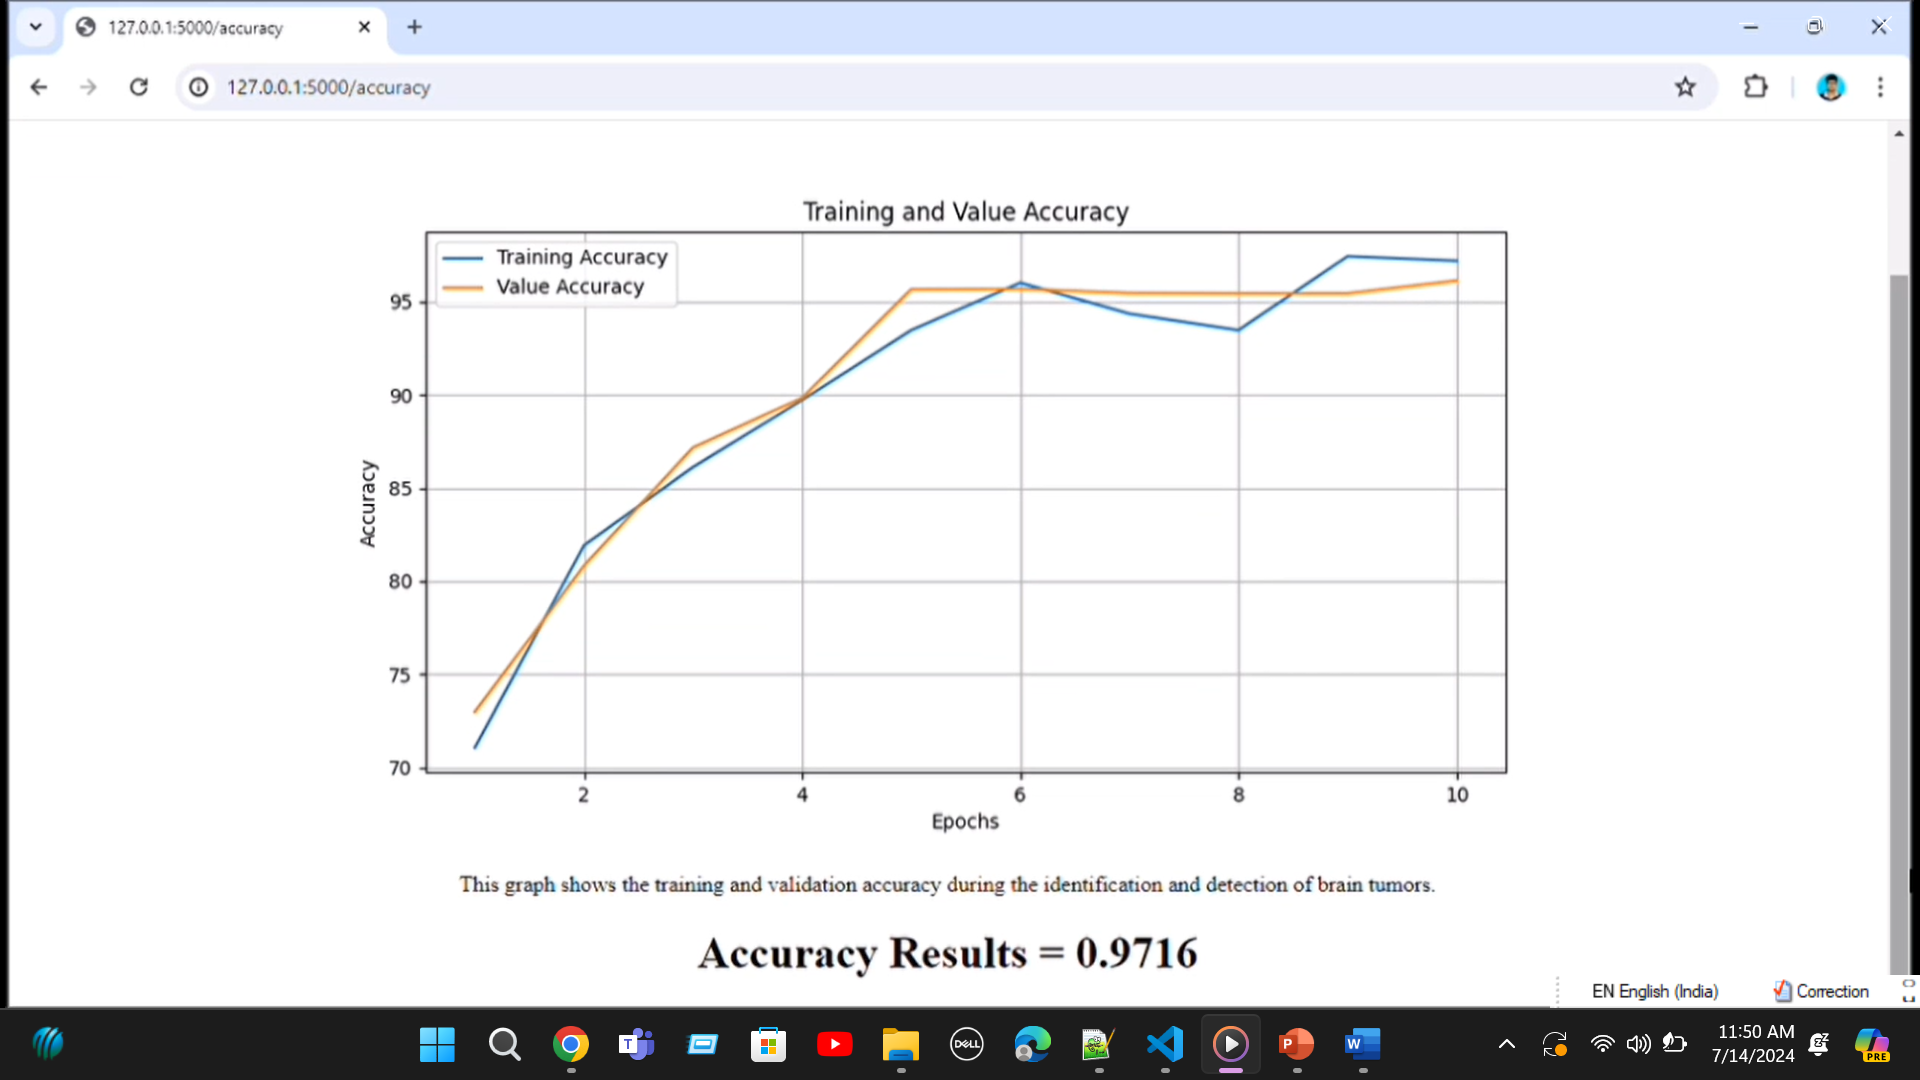 127.0.0.1:5000/accuracy
127.0.0.1:5000/accuracy
Training and Value Accuracy
Training Accuracy
Value Accuracy
95
90
85
80
75
70
Accuracy
2 4 6 8 10
Epochs
This graph shows the training and validation accuracy during the identification and detection of brain tumors.
Accuracy Results = 0.9716
EN English (India) Correction
T DELL P W
11:50 AM
7/14/2024
PRE